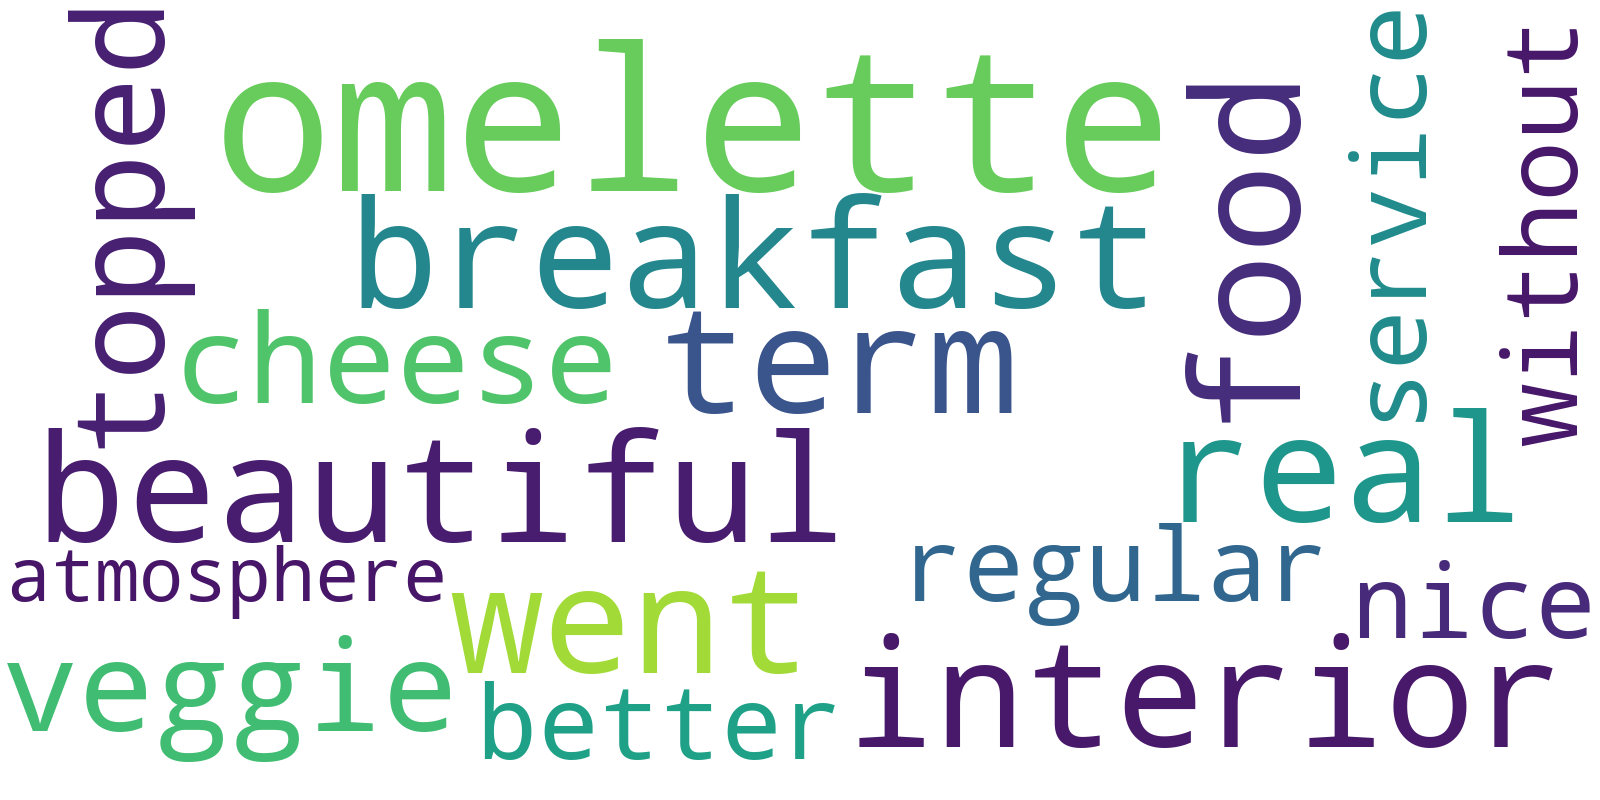 topped
omelette
food
service
without
breakfast
cheese
term
beautiful
real
atmosphere
went
regular
nice
veggie
better
interior